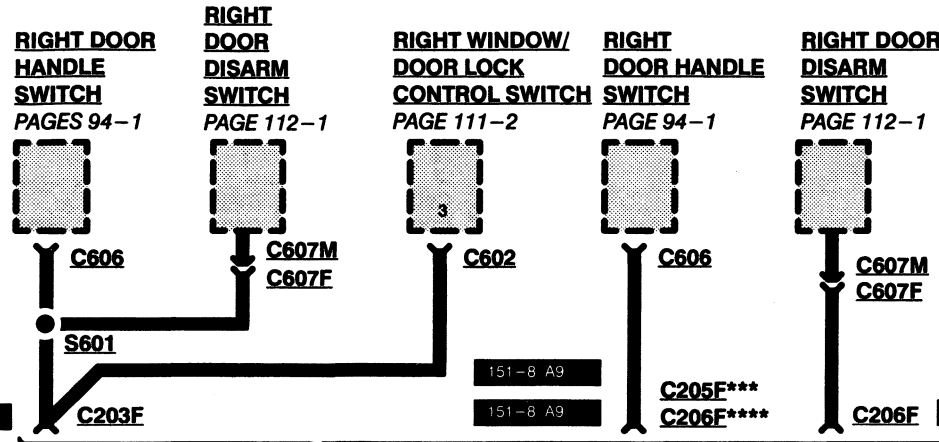 RIGHT DOOR
HANDLE
SWITCH
PAGES 94-1
RIGHT
DOOR
DISARM
SWITCH
PAGE 112-1
RIGHT WINDOW/
DOOR LOCK
CONTROL SWITCH
PAGE 111-2
RIGHT
DOOR HANDLE
SWITCH
PAGE 94-1
RIGHT DOOR
DISARM
SWITCH
PAGE 112-1
3
C606
C607M
C607F
C602
C606
C607M
C607F
S601
151-8 A9
151-8 A9
C203F
C205F***
C206F****
C206F